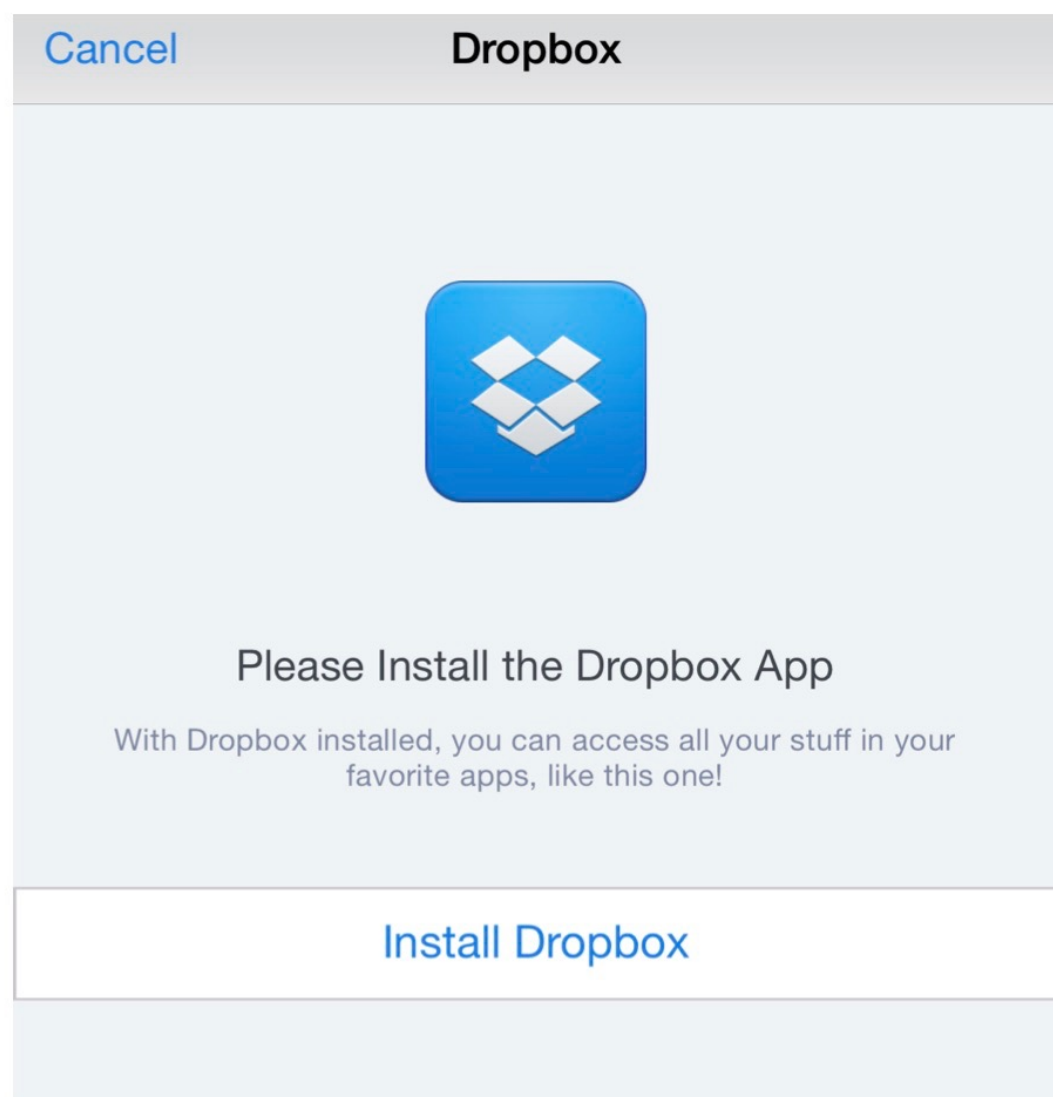 Cancel
Dropbox
Please Install the Dropbox App
With Dropbox installed, you can access all your stuff in your
favorite apps, like this one!
Install Dropbox